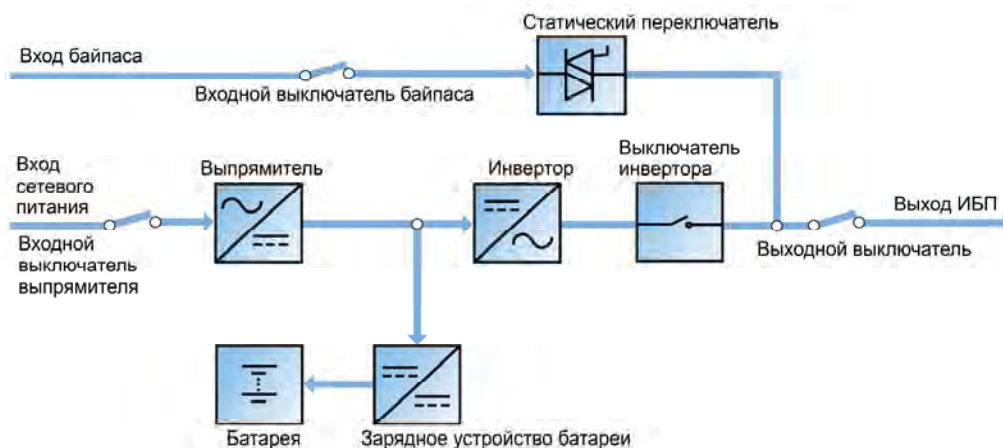 Статический переключатель
Вход байпаса
Входной выключатель байпаса
Вход
сетевого
питания
Выпрямитель
Инвертор
Выключатель
инвертора
Выход ИБП
Входной
выключатель
выпрямителя
Выходной выключатель
Батарея
Зарядное устройство батареи